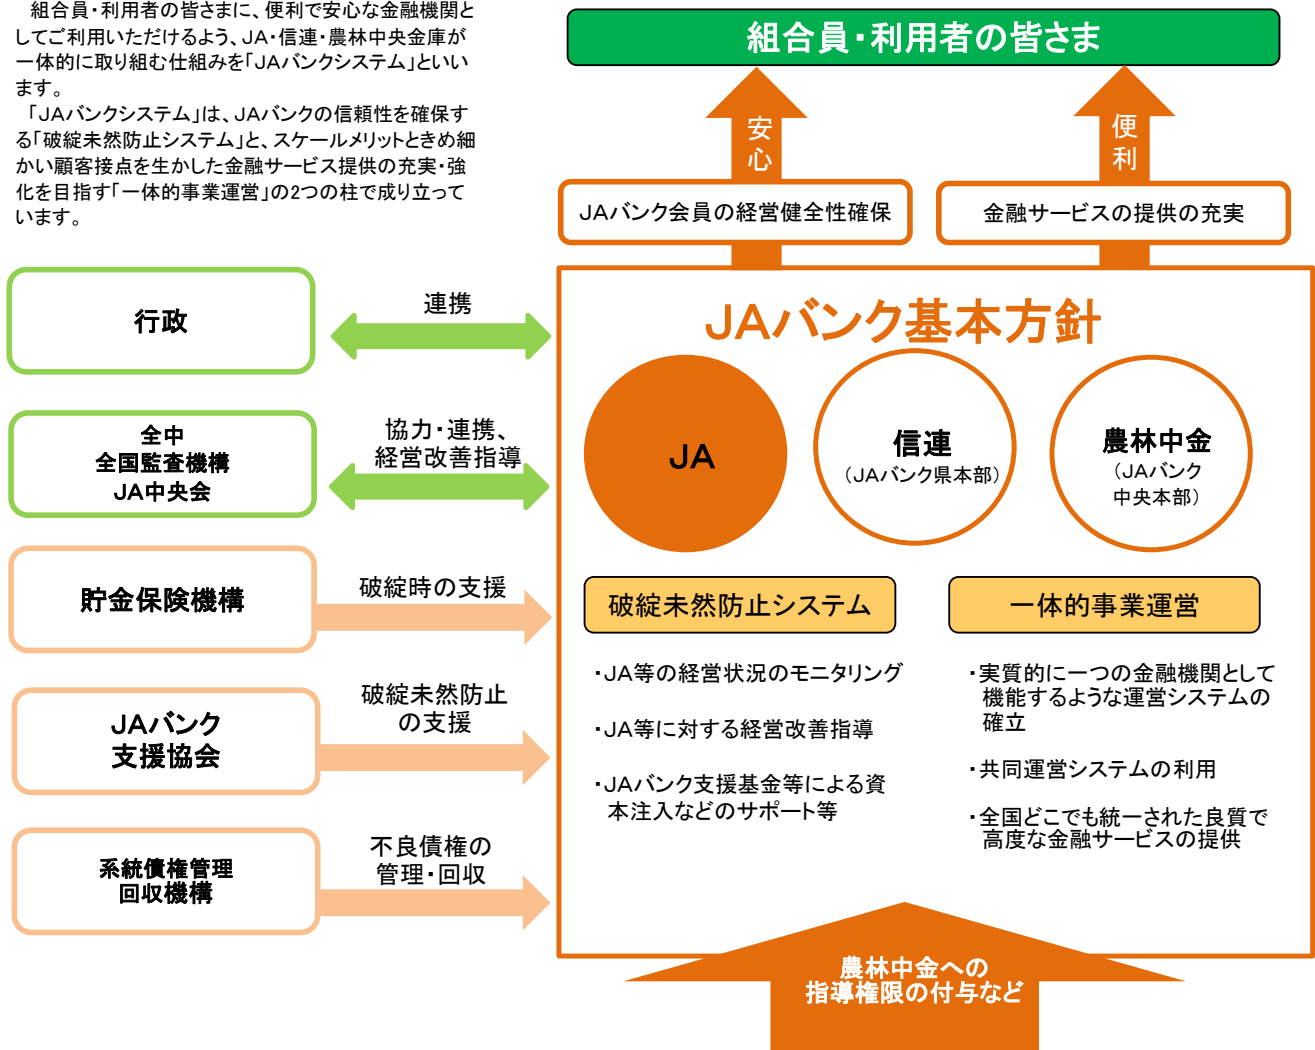 組合員・利用者の皆さまに、便利で安心な金融機関と
してご利用いただけるよう、JA・信連・農林中央金庫が
一体的に取り組む仕組みを「JAバンクシステム」といい
ます。
「JAバンクシステム」は、JAバンクの信頼性を確保す
る「破綻未然防止システム」と、スケールメリットときめ細
かい顧客接点を生かした金融サービス提供の充実・強
化を目指す「一体的事業運営」の2つの柱で成り立って
います。
組合員・利用者の皆さま
安心
便利
JAバンク会員の経営健全性確保
金融サービスの提供の充実
行政
連携
全中
全国監査機構
JA中央会
協力・連携、
経営改善指導
貯金保険機構
破綻時の支援
JAバンク
支援協会
破綻未然防止
の支援
系統債権管理
回収機構
不良債権の
管理・回収
JAバンク基本方針
JA
信連
（JAバンク県本部）
農林中金
（JAバンク
中央本部）
破綻未然防止システム
・JA等の経営状況のモニタリング
・JA等に対する経営改善指導
・JAバンク支援基金等による資
本注入などのサポート等
一体的事業運営
・実質的に一つの金融機関として
機能するような運営システムの
確立
・共同運営システムの利用
・全国どこでも統一された良質で
高度な金融サービスの提供
農林中金への
指導権限の付与など